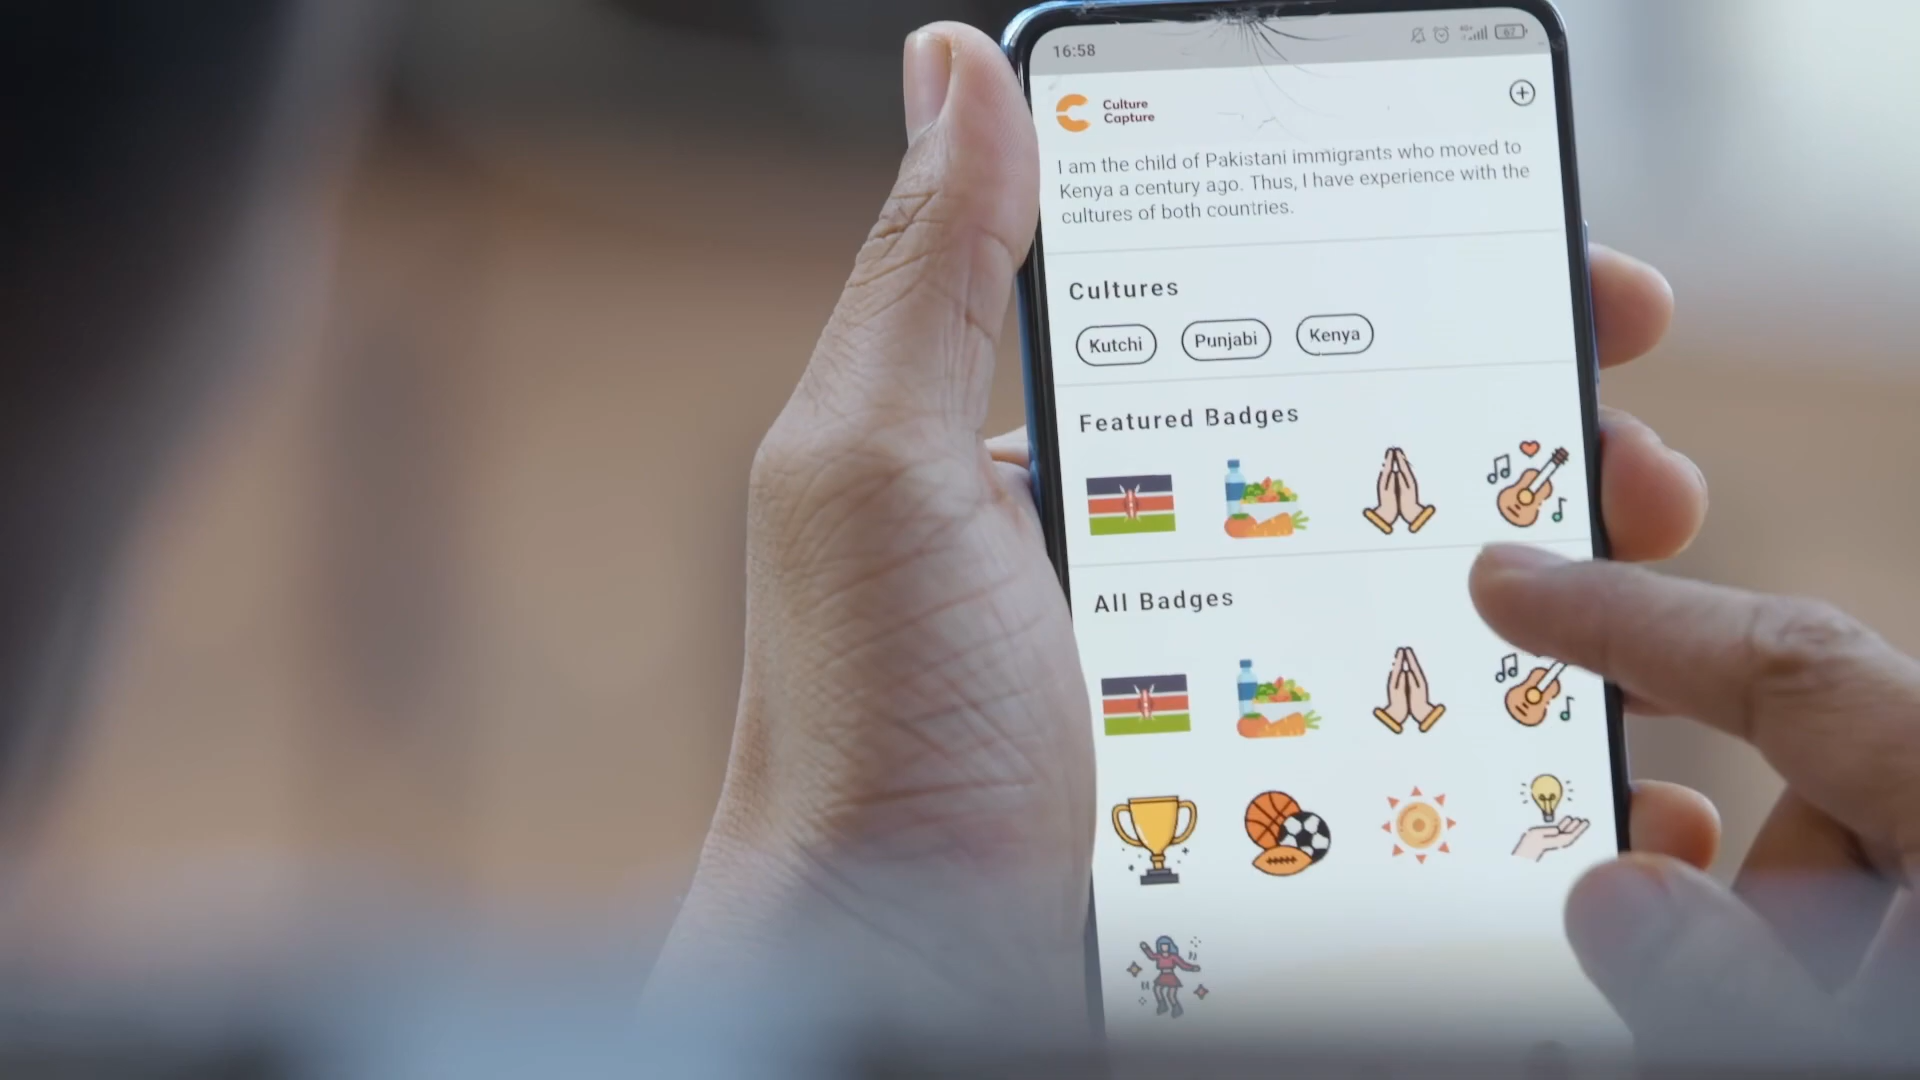 16:58
67
Culture
Capture
I am the child of Pakistani immigrants who moved to
Kenya a century ago. Thus, I have experience with the
cultures of both countries.
Cultures
Kutchi
Punjabi
Kenya
Featured Badges
All Badges